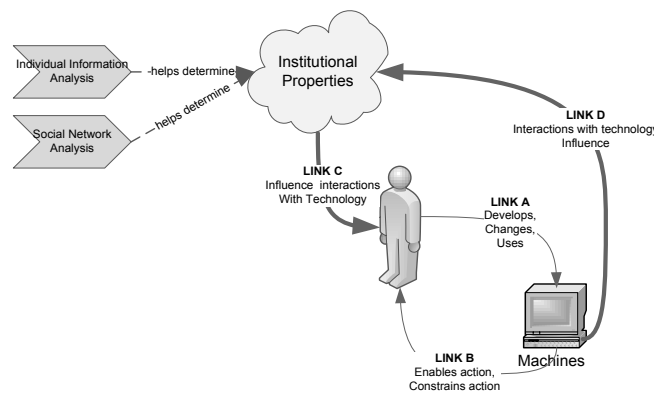 Individual Information
Analysis
-helps determine
Institutional
Properties
Social Network
Analysis
helps determine
LINK D
Interactions with technology
Influence
LINK C
Influence interactions
With Technology
LINK A
Develops,
Changes,
Uses
Machines
LINK B
Enables action,
Constrains action